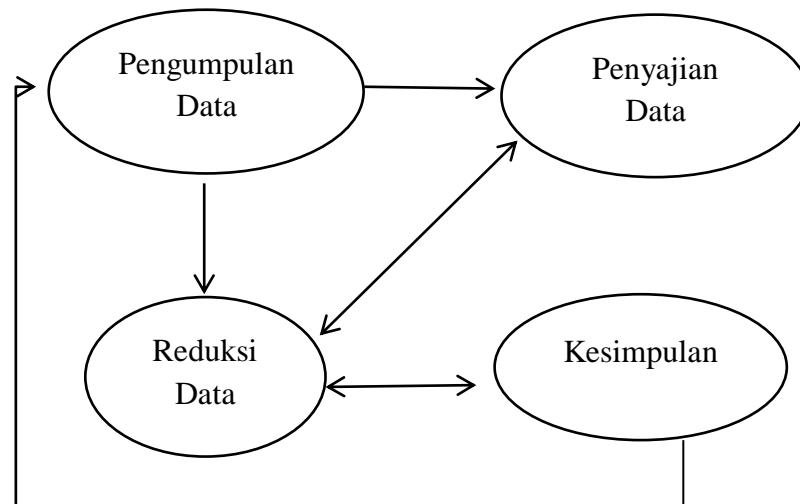 Pengumpulan
Data
Penyajian
Data
Reduksi
Data
Kesimpulan